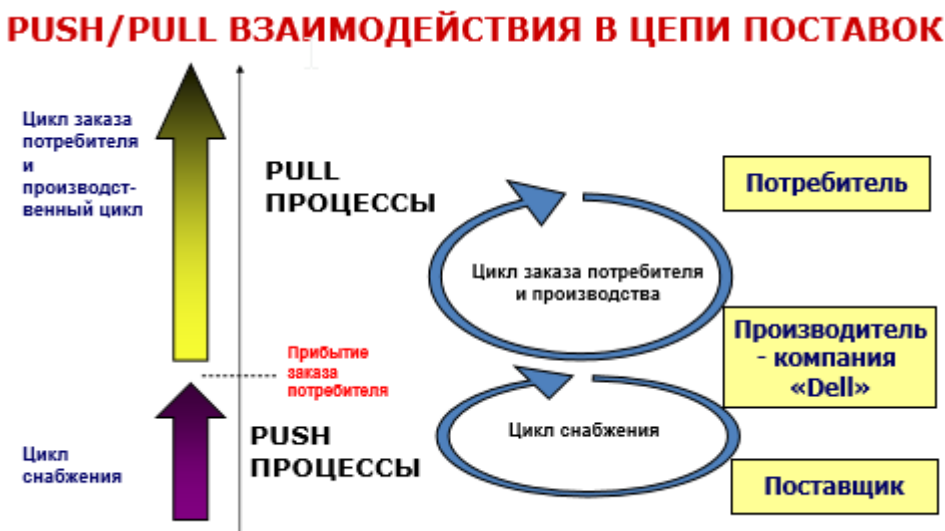 PUSH/PULL ВЗАИМОДЕЙСТВИЯ В ЦЕПИ ПОСТАВОК
Цикл заказа
потребителя
и
производст-
венный цикл
PULL
ПРОЦЕССЫ
Потребитель
Цикл заказа потребителя
и производства
Производитель
- компания
«Dell»
Прибытие
заказа
потребителя
PUSH
ПРОЦЕССЫ
Цикл снабжения
Цикл
снабжения
Поставщик